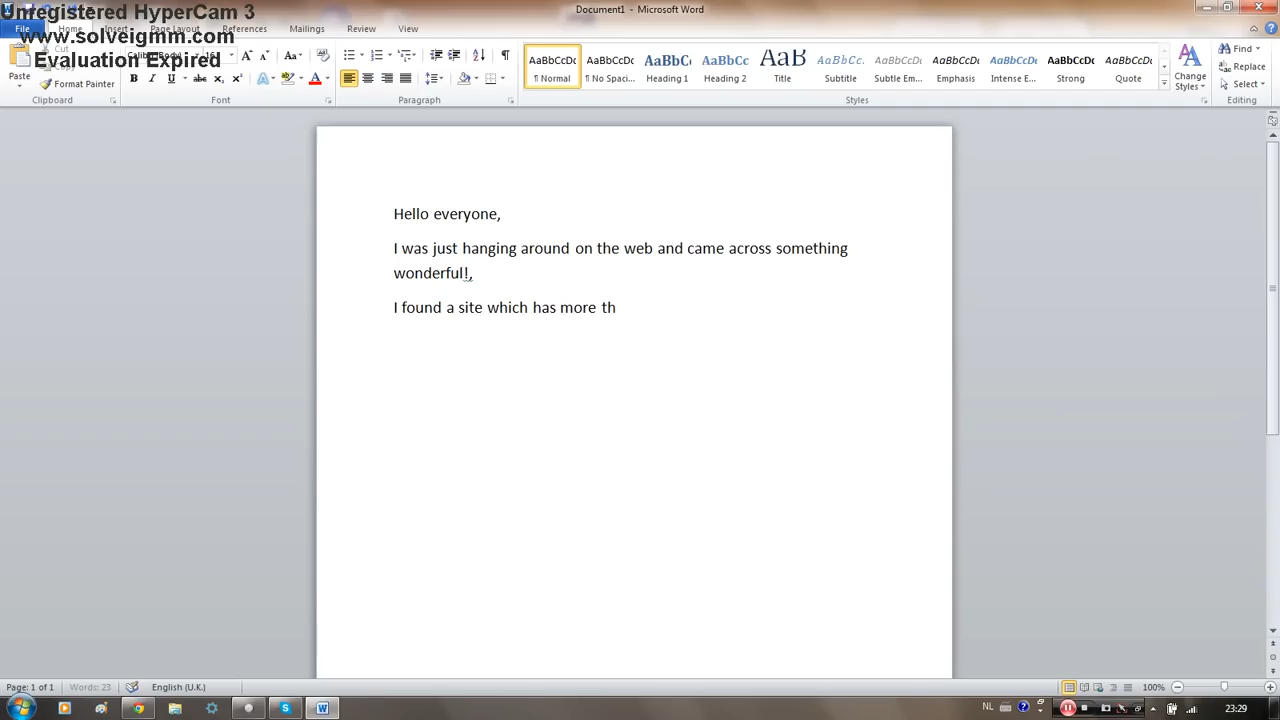 Unregistered HyperCam 3
www.solveigmm.com
Evaluation Expired
Document1 - Microsoft Word
File Home Insert Page Layout References Mailings Review View
Cut
Paste
Format Painter
Clipboard
Font
Paragraph
AaBbCcDc AaBbCcDc AaBbC AaBbCc AaB AaBbCc. AaBbCcDc AaBbCcDc AaBbCcDc AaBbCcDc AaBbCcDc
¶ Normal ¶ No Spaci... Heading 1 Heading 2 Title Subtitle Subtle Em... Emphasis Intense E... Strong Quote
Change Styles
Styles
Find
Replace
Select
Editing
Hello everyone,
I was just hanging around on the web and came across something
wonderful!,
I found a site which has more th
Page: 1 of 1 Words: 23 English (U.K.) 100%
NL 23:29